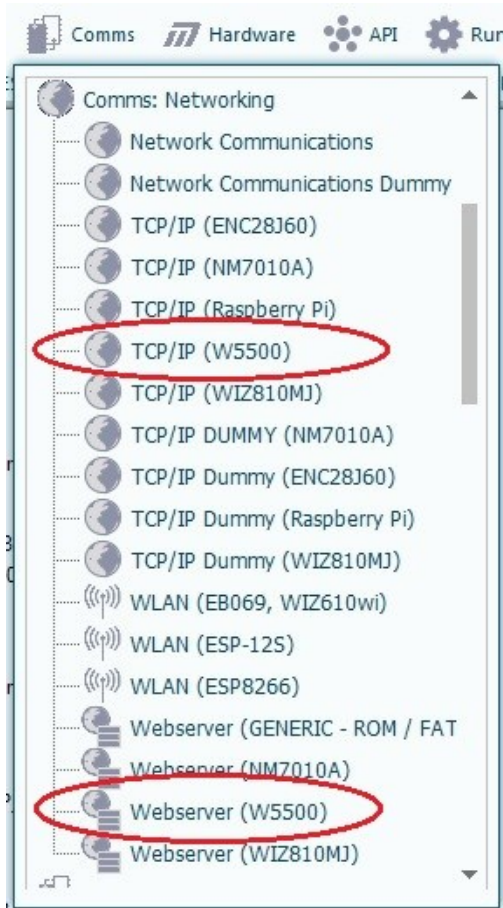 Comms Hardware API Run
Comms: Networking
Network Communications
Network Communications Dummy
TCP/IP (ENC28J60)
TCP/IP (NM7010A)
TCP/IP (Raspberry Pi)
TCP/IP (W5500)
TCP/IP (WIZ810MJ)
TCP/IP DUMMY (NM7010A)
TCP/IP Dummy (ENC28J60)
TCP/IP Dummy (Raspberry Pi)
TCP/IP Dummy (WIZ810MJ)
WLAN (EB069, WIZ610wi)
WLAN (ESP-12S)
WLAN (ESP8266)
Webserver (GENERIC - ROM / FAT
Webserver (NM7010A)
Webserver (W5500)
Webserver (WIZ810MJ)